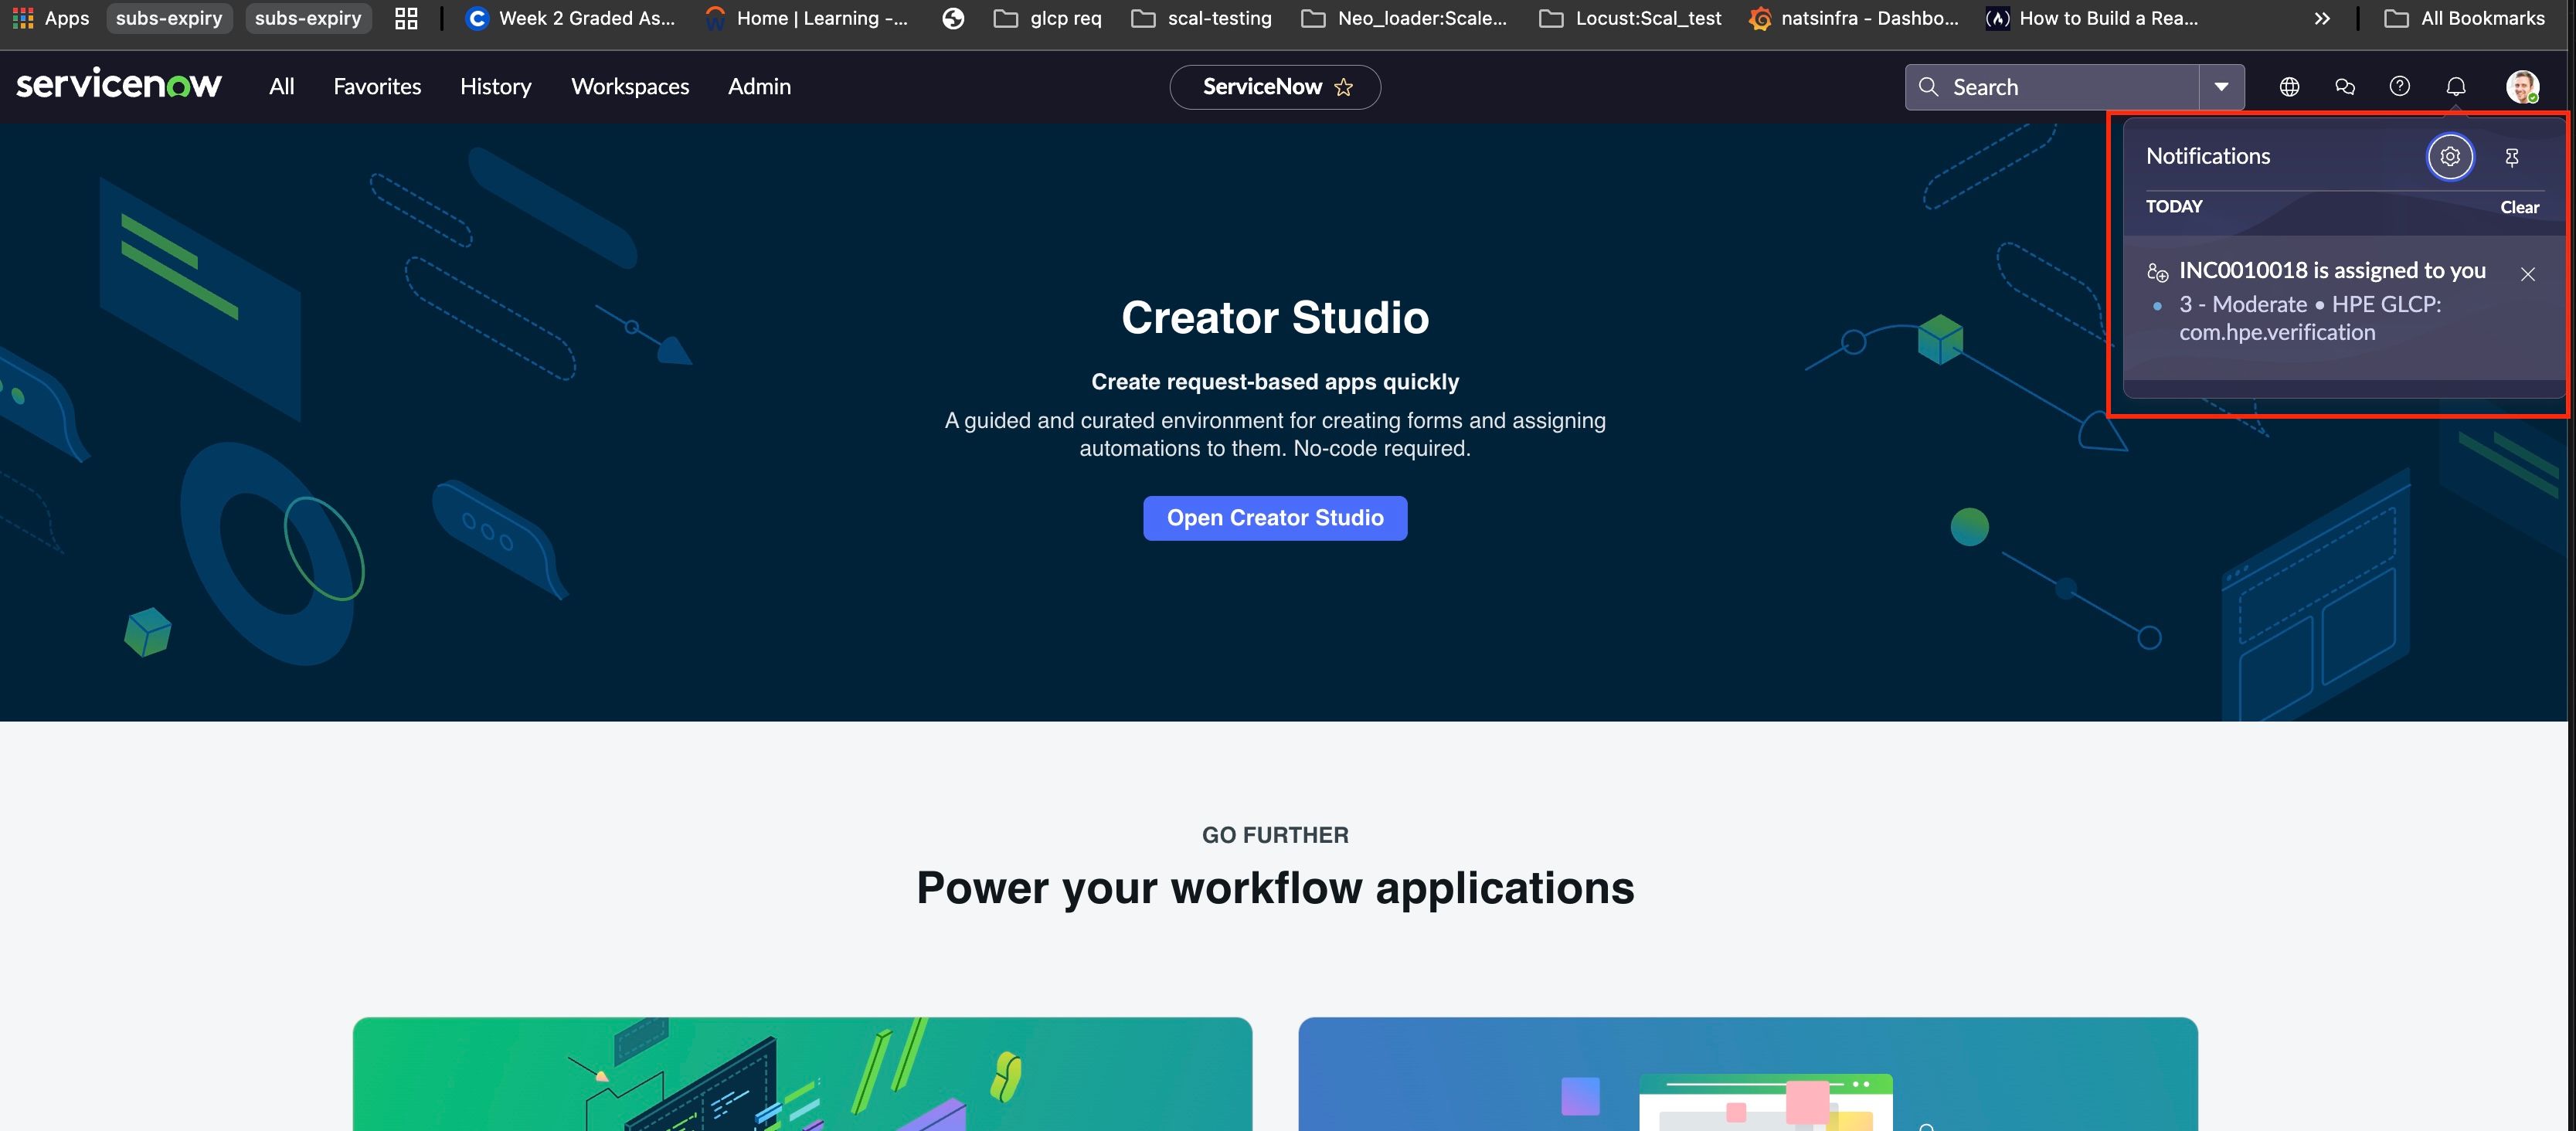 Apps subs-expiry subs-expiry Week 2 Graded As... Home | Learning -... glcp req scal-testing Neo_loader:Scale... Locust:Scal_test natsinfra - Dashbo... How to Build a Rea... All Bookmarks
servicenow All Favorites History Workspaces Admin ServiceNow Search
Notifications
TODAY Clear
INC0010018 is assigned to you
3 - Moderate • HPE GLCP:
com.hpe.verification
Creator Studio
Create request-based apps quickly
A guided and curated environment for creating forms and assigning
automations to them. No-code required.
Open Creator Studio
GO FURTHER
Power your workflow applications